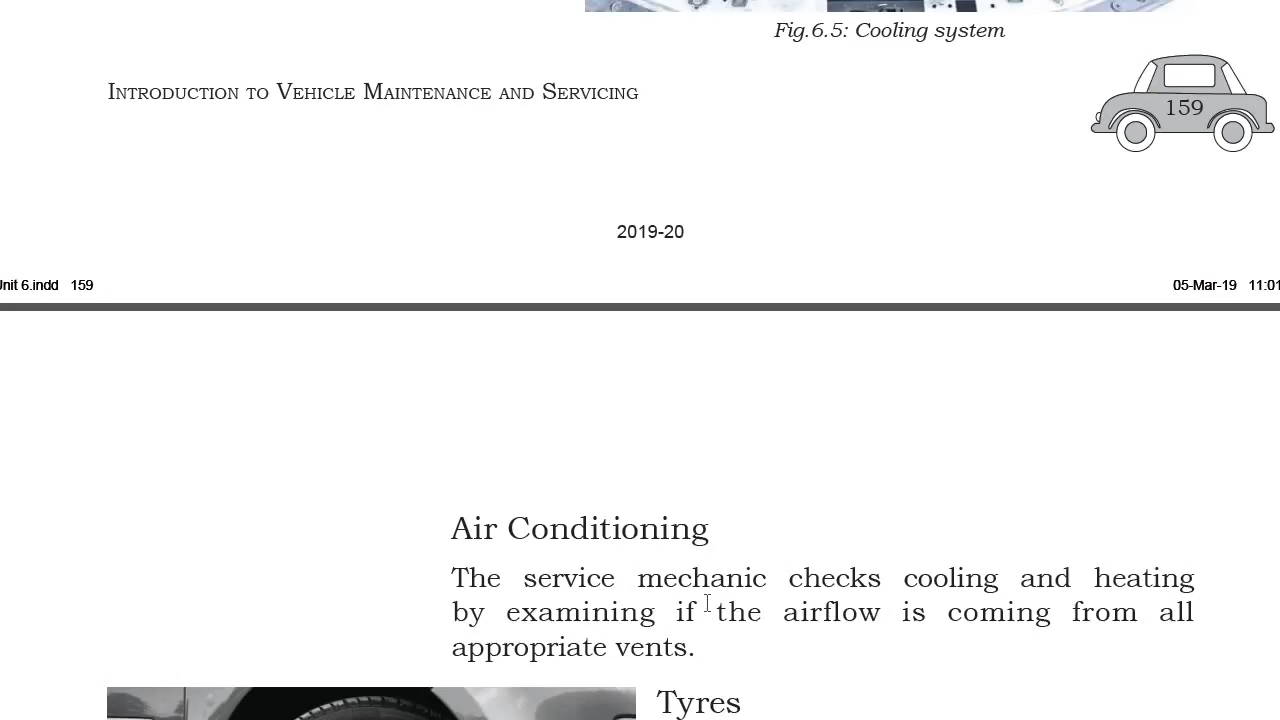 Fig.6.5: Cooling system
Introduction to Vehicle Maintenance and Servicing
159
2019-20
Unit 6.indd 159
05-Mar-19 11:01
Air Conditioning
The service mechanic checks cooling and heating
by examining if the airflow is coming from all
appropriate vents.
Tyres